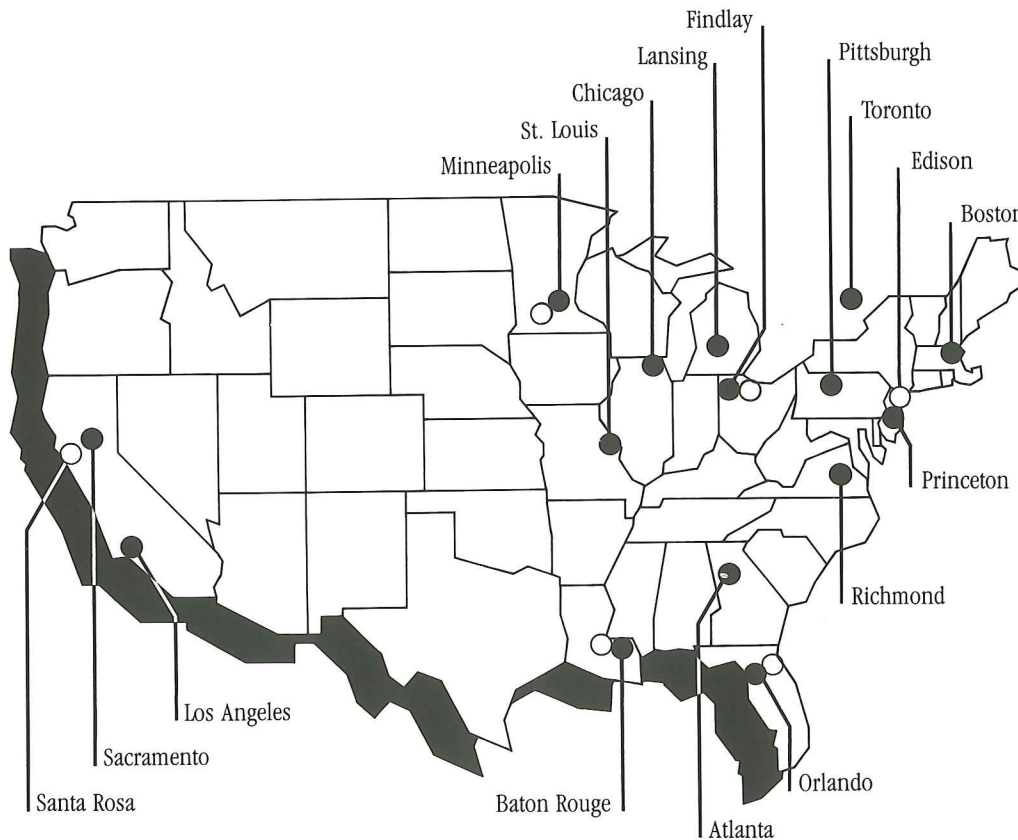 Findlay
Lansing
Pittsburgh
Chicago
Toronto
St. Louis
Edison
Minneapolis
Boston
Princeton
Richmond
Los Angeles
Sacramento
Orlando
Santa Rosa
Baton Rouge
Atlanta